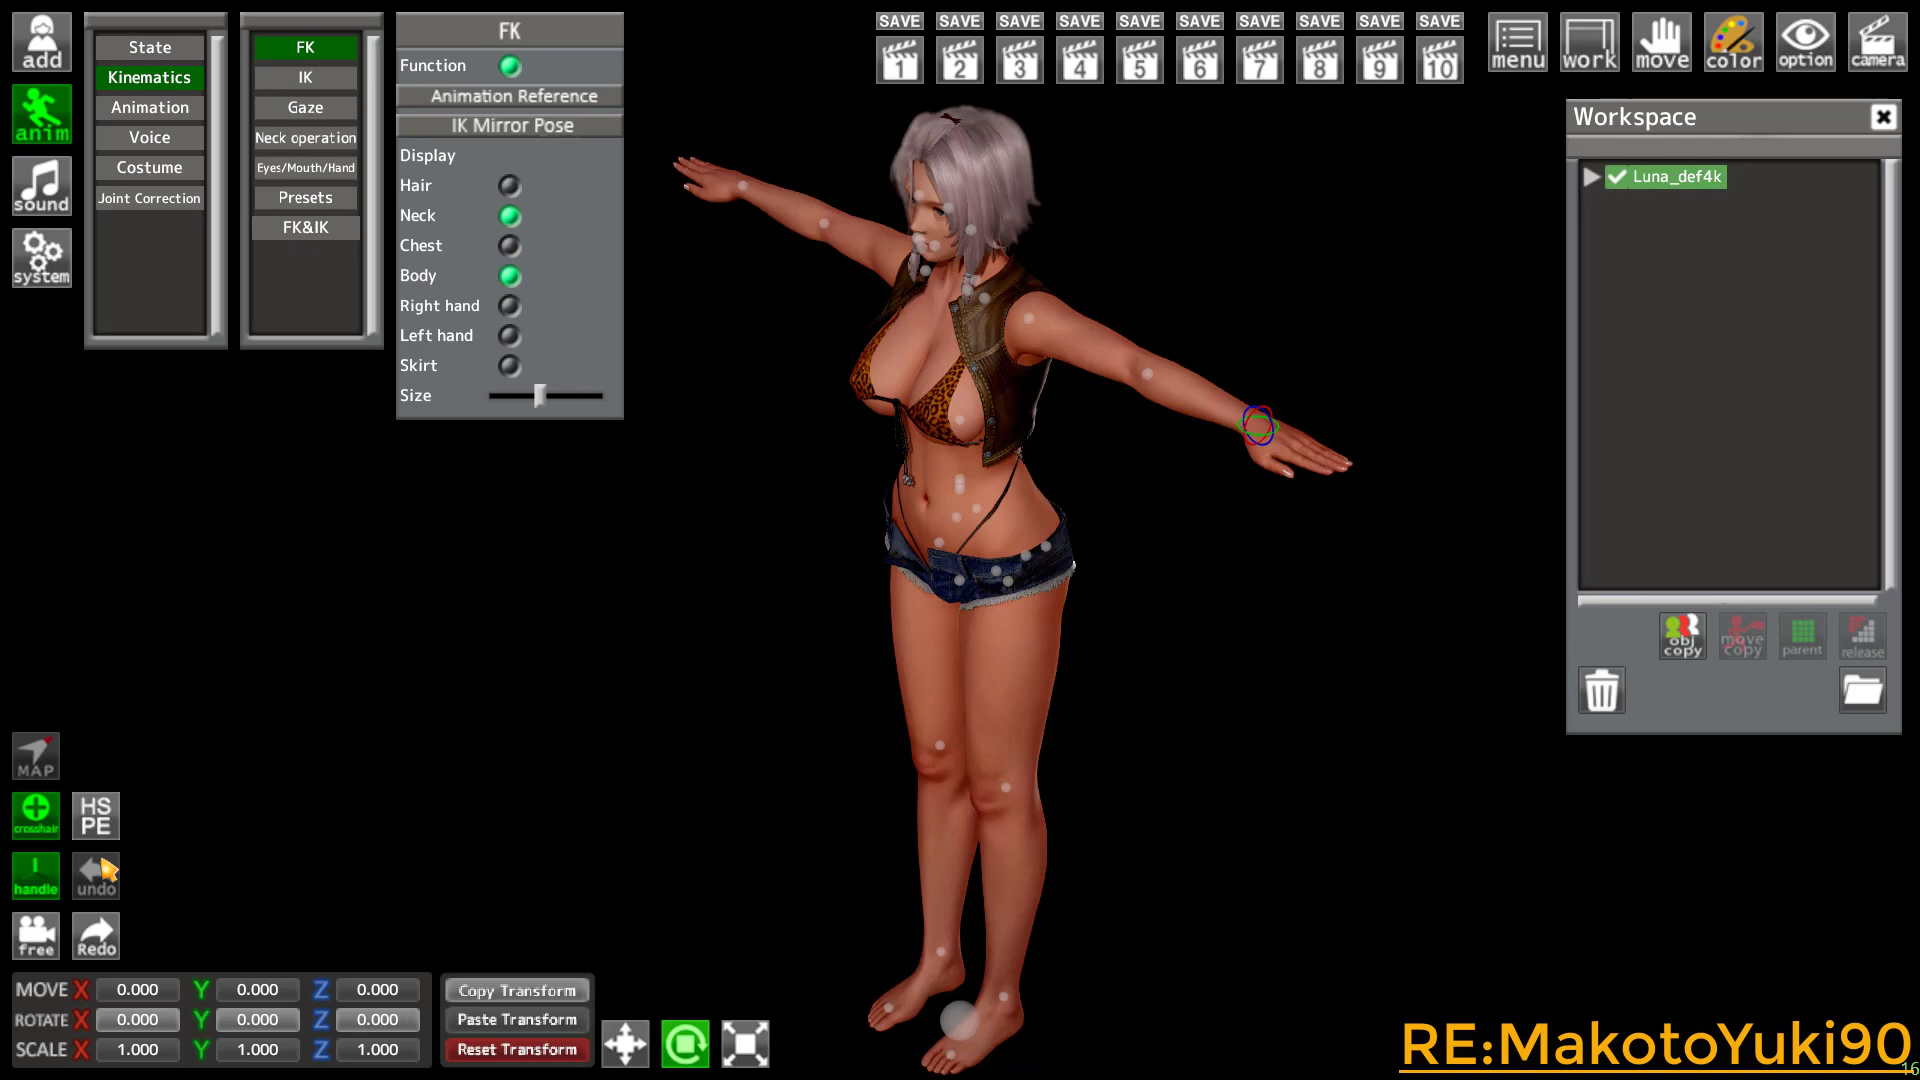 add
anim
sound
system
State
Kinematics
Animation
Voice
Costume
Joint Correction
FK
IK
Gaze
Neck operation
Eyes/Mouth/Hand
Presets
FK&IK
FK
Function
Animation Reference
IK Mirror Pose
Display
Hair
Neck
Chest
Body
Right hand
Left hand
Skirt
Size
SAVE SAVE SAVE SAVE SAVE SAVE SAVE SAVE SAVE SAVE
1 2 3 4 5 6 7 8 9 10
menu work move color option camera
Workspace
Luna_def4k
obj copy
move copy
parent
release
MAP
crosshair
HS PE
handle
undo
free
Redo
MOVE X 0.000 Y 0.000 Z 0.000
ROTATE X 0.000 Y 0.000 Z 0.000
SCALE X 1.000 Y 1.000 Z 1.000
Copy Transform
Paste Transform
Reset Transform
RE:MakotoYuki90
16